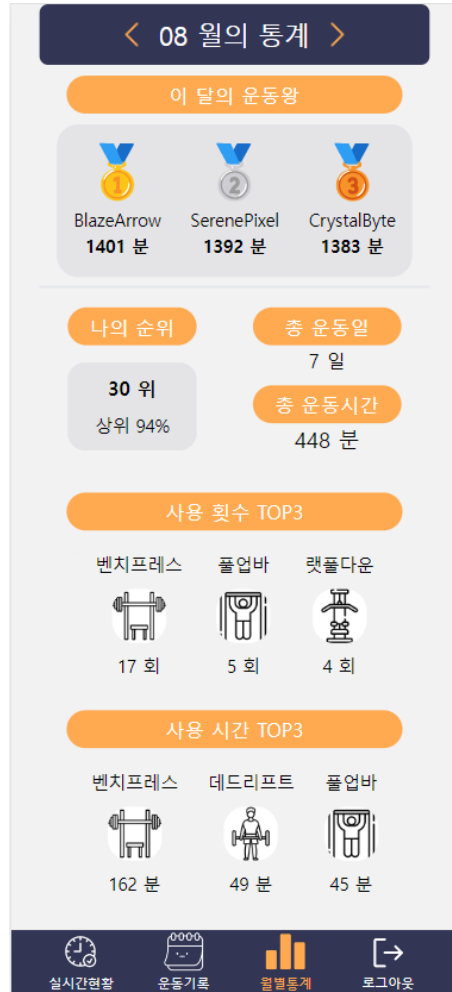 < 08 월의 통계 >
이 달의 운동왕
1 2 3
BlazeArrow SerenePixel CrystalByte
1401 분 1392 분 1383 분
나의 순위 총 운동일
7 일
30 위
총 운동시간
상위 94%
448 분
사용 횟수 TOP3
벤치프레스 풀업바 랫풀다운
17 회 5 회 4 회
사용 시간 TOP3
벤치프레스 데드리프트 풀업바
162 분 49 분 45 분
실시간현황 운동기록 월별통계 로그아웃